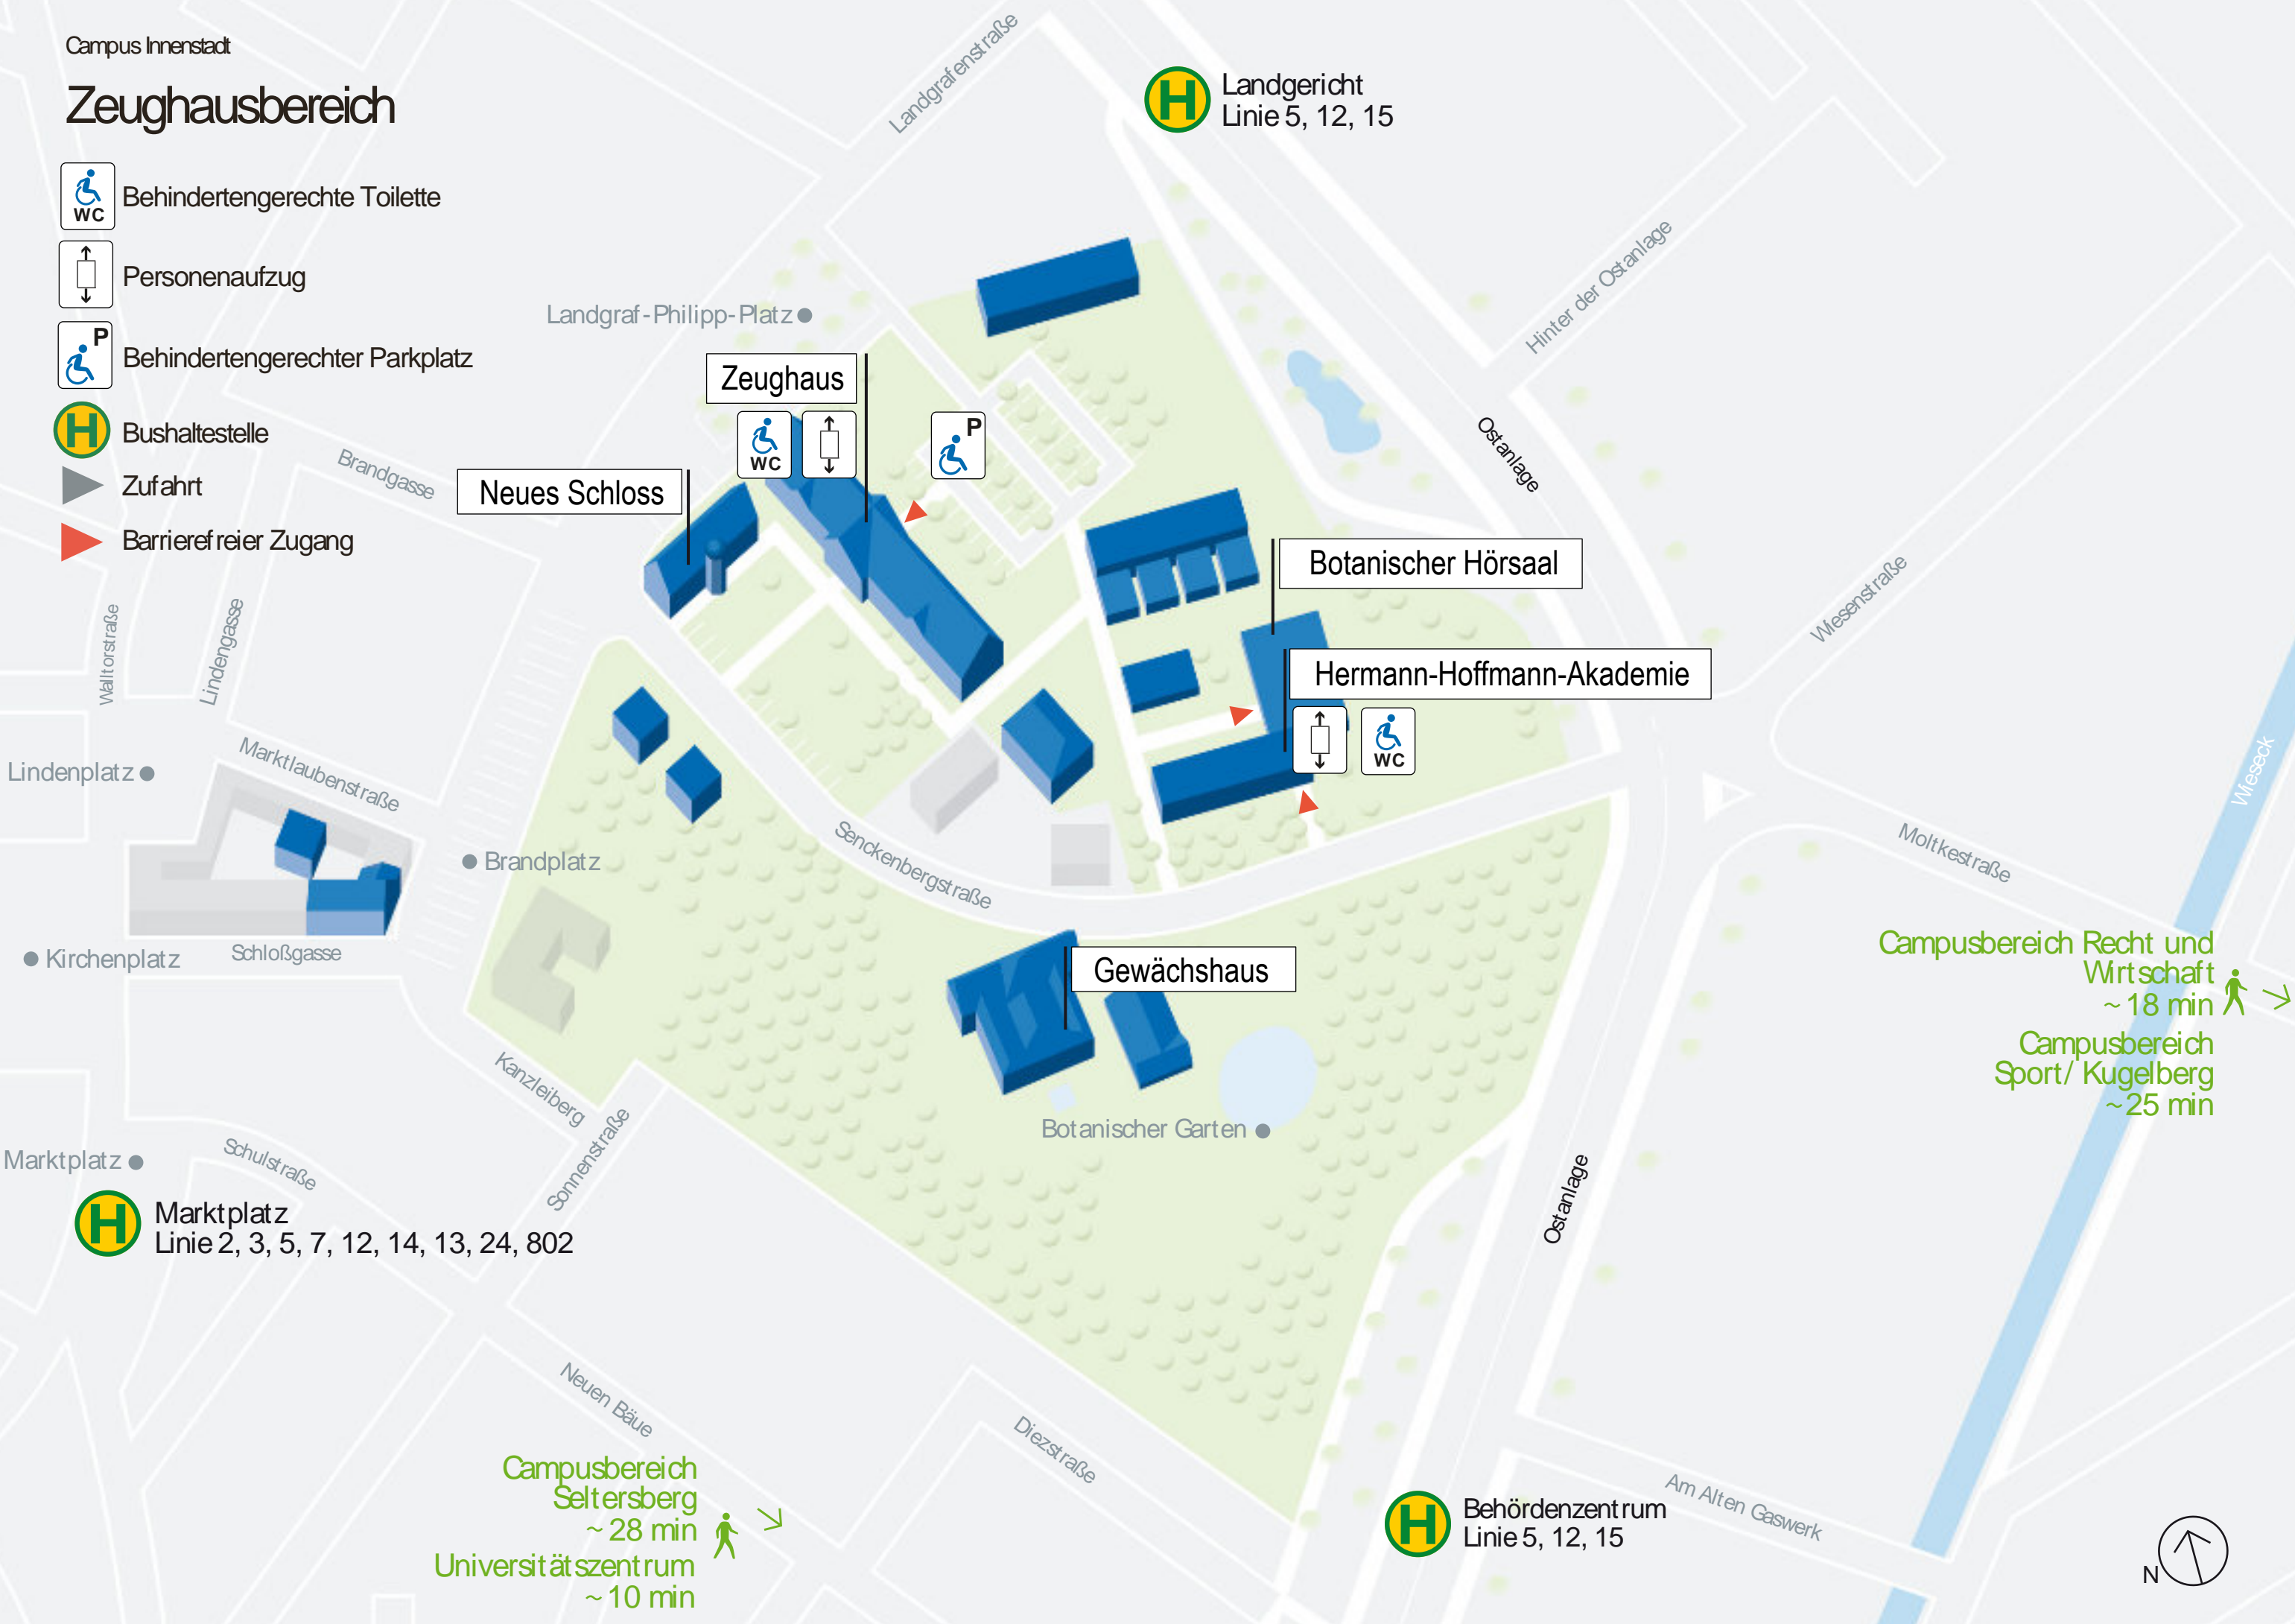 Campus Innenstadt
Zeughausbereich
WC
Behindertengerechte Toilette
Personenaufzug
P
Behindertengerechter Parkplatz
H
Bushaltestelle
Zufahrt
Barrierefreier Zugang
Landgrafenstraße
H
Landgericht
Linie 5, 12, 15
Hinter der Ostanlage
Landgraf-Philipp-Platz
Zeughaus
WC
P
Brandgasse
Neues Schloss
Ostanlage
Botanischer Hörsaal
Wiesenstraße
Hermann-Hoffmann-Akademie
WC
Walltorstraße
Lindengasse
Marktlaubenstraße
Lindenplatz
Wieseck
Brandplatz
Senckenbergstraße
Moltkestraße
Kirchenplatz
Schloßgasse
Gewächshaus
Campusbereich Recht und
Wirtschaft
~ 18 min
Campusbereich
Sport/ Kugelberg
~ 25 min
Kanzleiberg
Sonnenstraße
Botanischer Garten
Marktplatz
Schulstraße
Ostanlage
H
Marktplatz
Linie 2, 3, 5, 7, 12, 14, 13, 24, 802
Neuen Bäue
Diezstraße
Campusbereich
Seltersberg
~ 28 min
Universitätszentrum
~ 10 min
H
Behördenzentrum
Linie 5, 12, 15
Am Alten Gaswerk
N